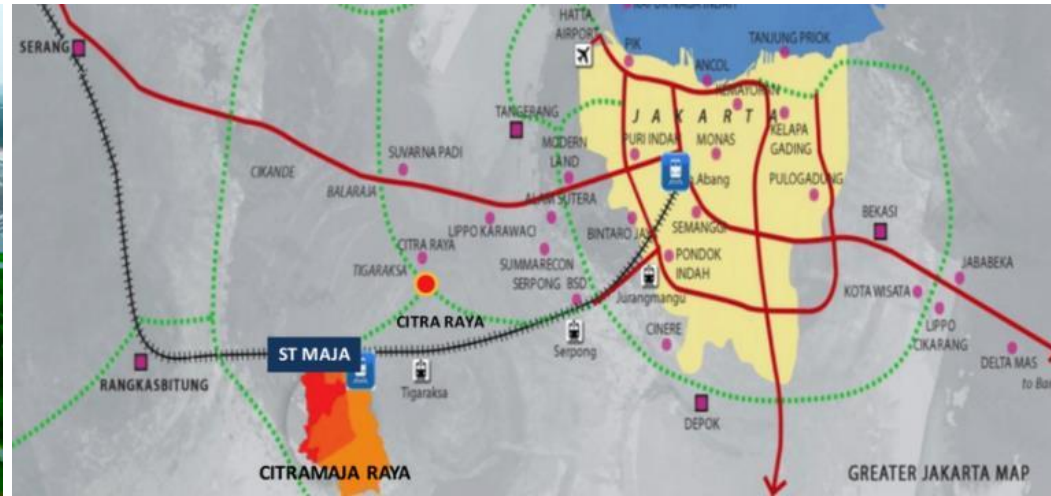 HATTA
AIRPORT
PIK
TANJUNG PRIOK
SERANG
ANCOL
KEMAYORAN
JAKARTA
TANGERANG
KELAPA
GADING
PURI INDAH
MONAS
MODERN
LAND
SUVARNA PADI
CIKANDE
BALARAJA
Abang
PULOGADUNG
ALAM SUTERA
LIPPO KARAWACI
BINTARO JAYA
SEMANGGI
BEKASI
CITRA RAYA
TIGARAKSA
SUMMARECON
SERPONG
BSD
PONDOK
INDAH
Jurangmangu
KOTA WISATA
JABABEKA
CITRA RAYA
LIPPO
CIKARANG
CINERE
Serpong
ST MAJA
RANGKASBITUNG
Tigaraksa
DELTA MAS
DEPOK
CITRAMAJA RAYA
GREATER JAKARTA MAP